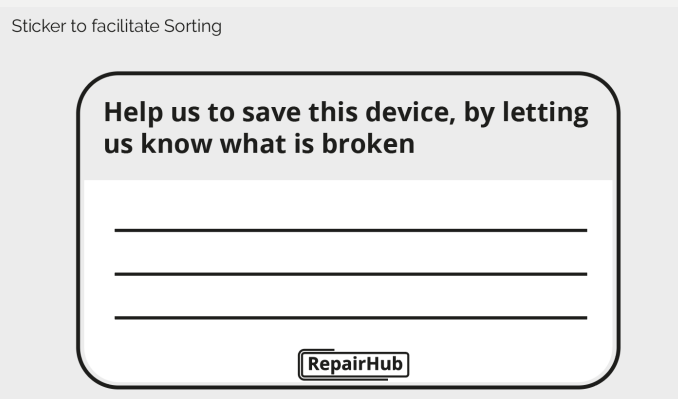 Sticker to facilitate Sorting
Help us to save this device, by letting
us know what is broken
RepairHub